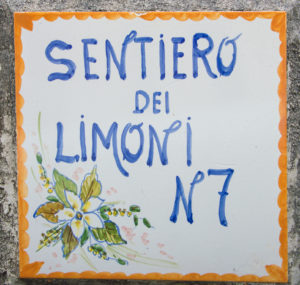 SENTIERO
DEI
LIMONI
N7